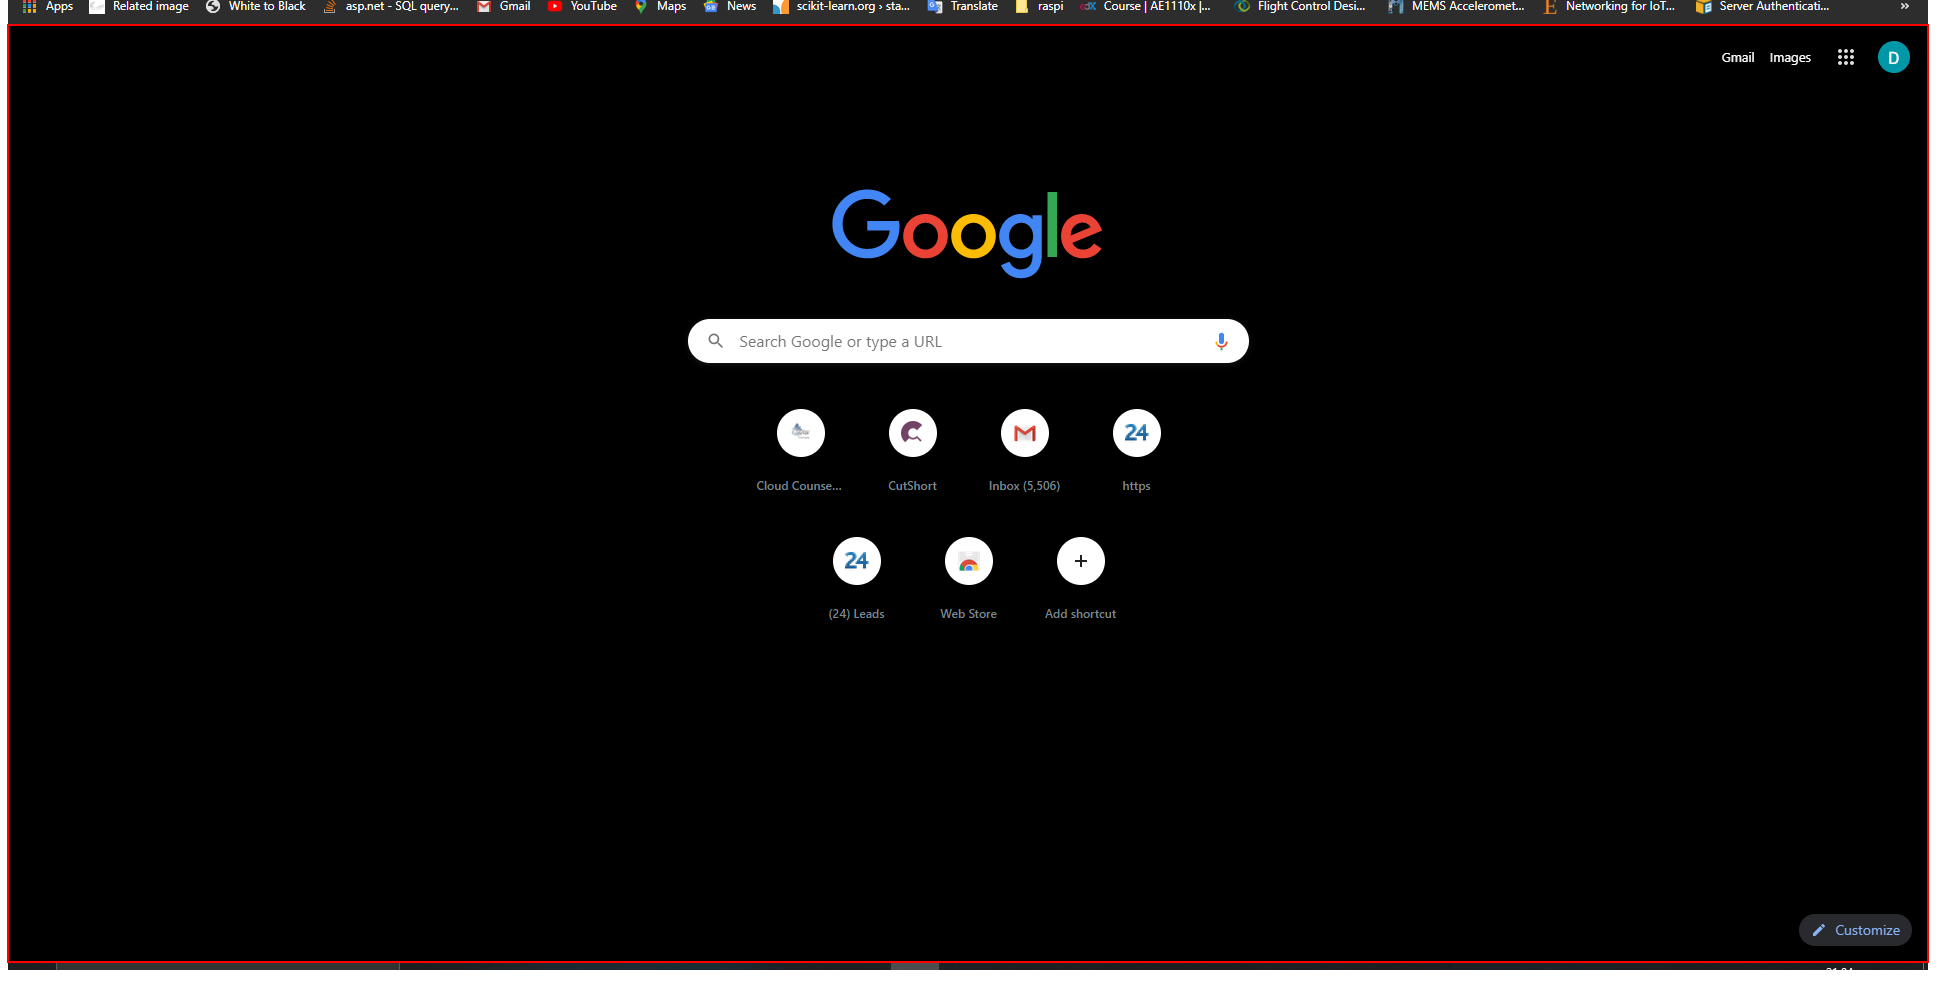 Apps Related image White to Black asp.net - SQL query... Gmail YouTube Maps News scikit-learn.org › sta... Translate raspi edX Course | AE1110x |... Flight Control Desi... MEMS Acceleromet... E Networking for IoT... Server Authenticati... »
Gmail Images D
Google
Search Google or type a URL
24
Cloud Counse... CutShort Inbox (5,506) https
24
(24) Leads Web Store Add shortcut
Customize